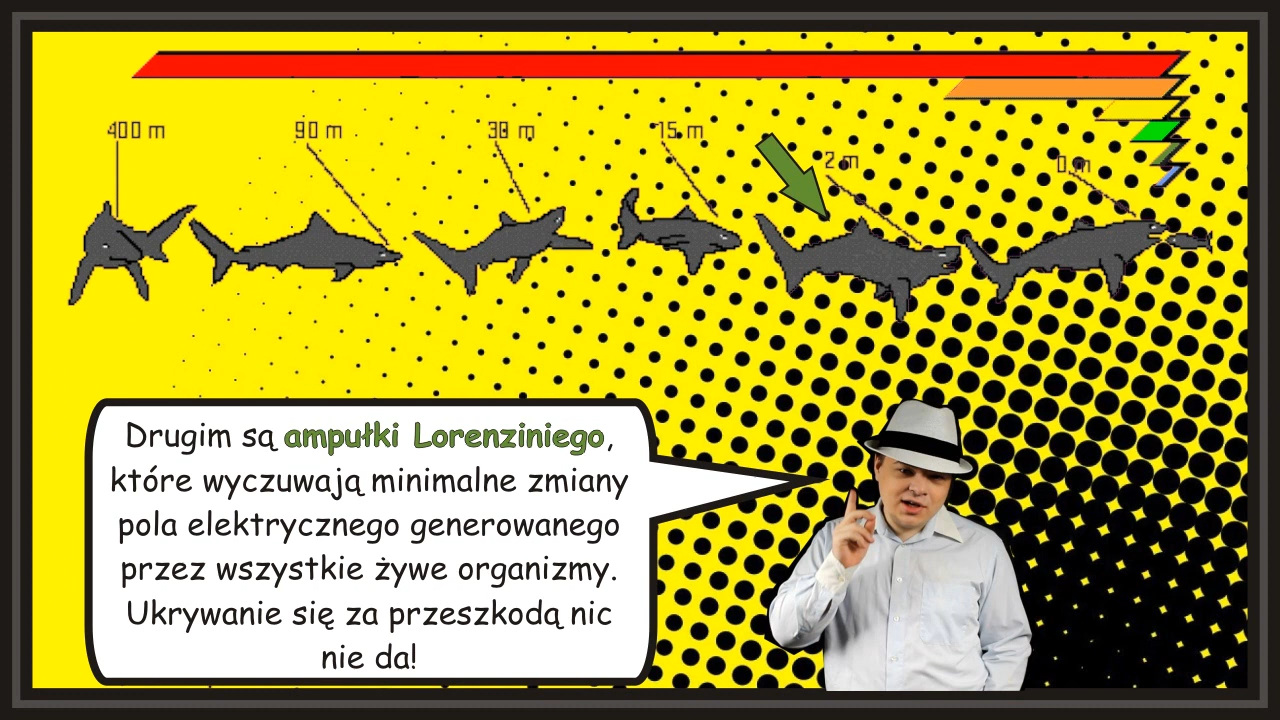 400 m 90 m 30 m 15 m 2 m 0 m
Drugim są ampułki Lorenziniego,
które wyczuwają minimalne zmiany
pola elektrycznego generowanego
przez wszystkie żywe organizmy.
Ukrywanie się za przeszkodą nic
nie da!